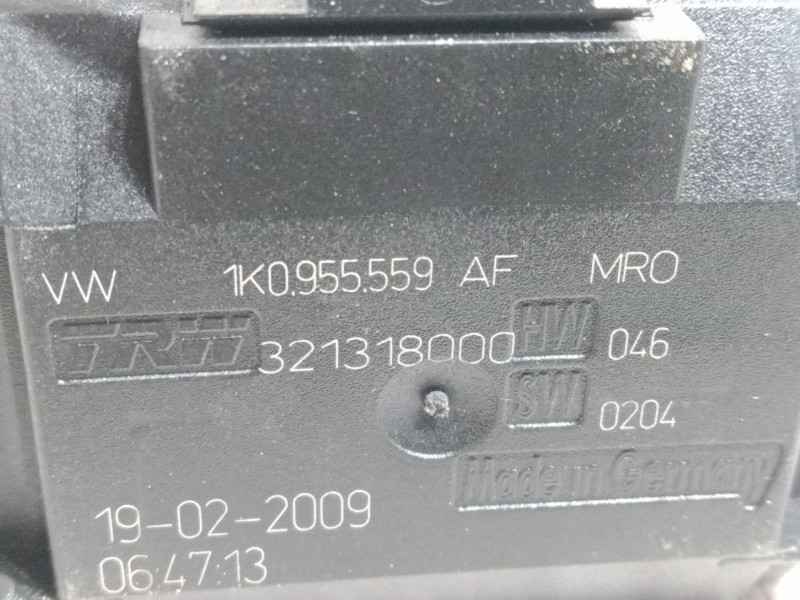 VW 1K0.955.559 AF MRO
TRW 321318000 HW 046
SW 0204
Made in Germany
19-02-2009
06:47:13